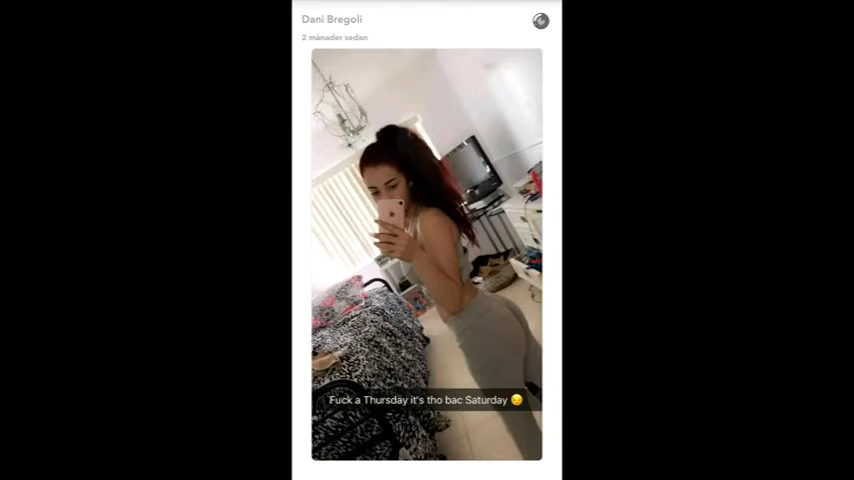 Dani Bregoli
2 månader sedan
Fuck a Thursday it's tho bac Saturday 😏